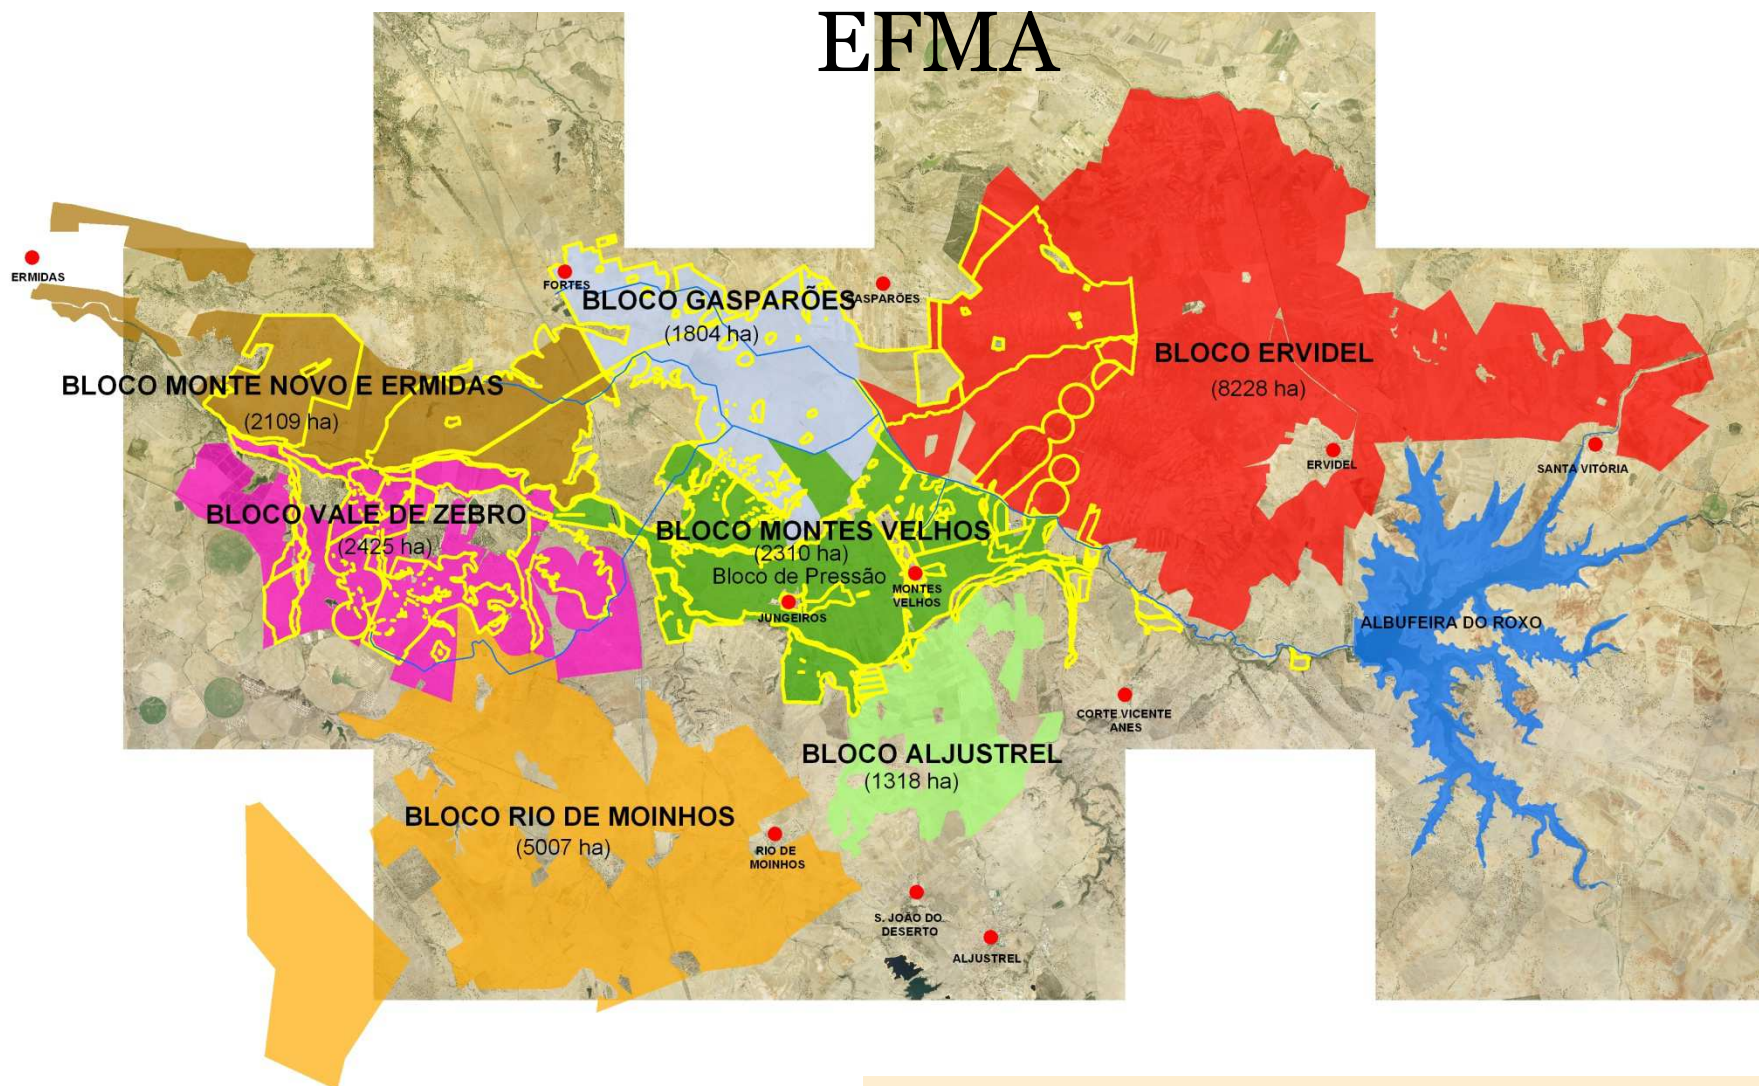 EFMA
ERMIDAS
FORTES
BLOCO GASPARÕES
(1804 ha)
GASPARÕES
BLOCO ERVIDEL
(8228 ha)
BLOCO MONTE NOVO E ERMIDAS
(2109 ha)
ERVIDEL
SANTA VITÓRIA
BLOCO VALE DE ZEBRO
(2425 ha)
BLOCO MONTES VELHOS
(2310 ha)
Bloco de Pressão
MONTES
VELHOS
JUNGEIROS
ALBUFEIRA DO ROXO
CORTE VICENTE
ANES
BLOCO ALJUSTREL
(1318 ha)
BLOCO RIO DE MOINHOS
(5007 ha)
RIO DE
MOINHOS
S. JOÃO DO
DESERTO
ALJUSTREL